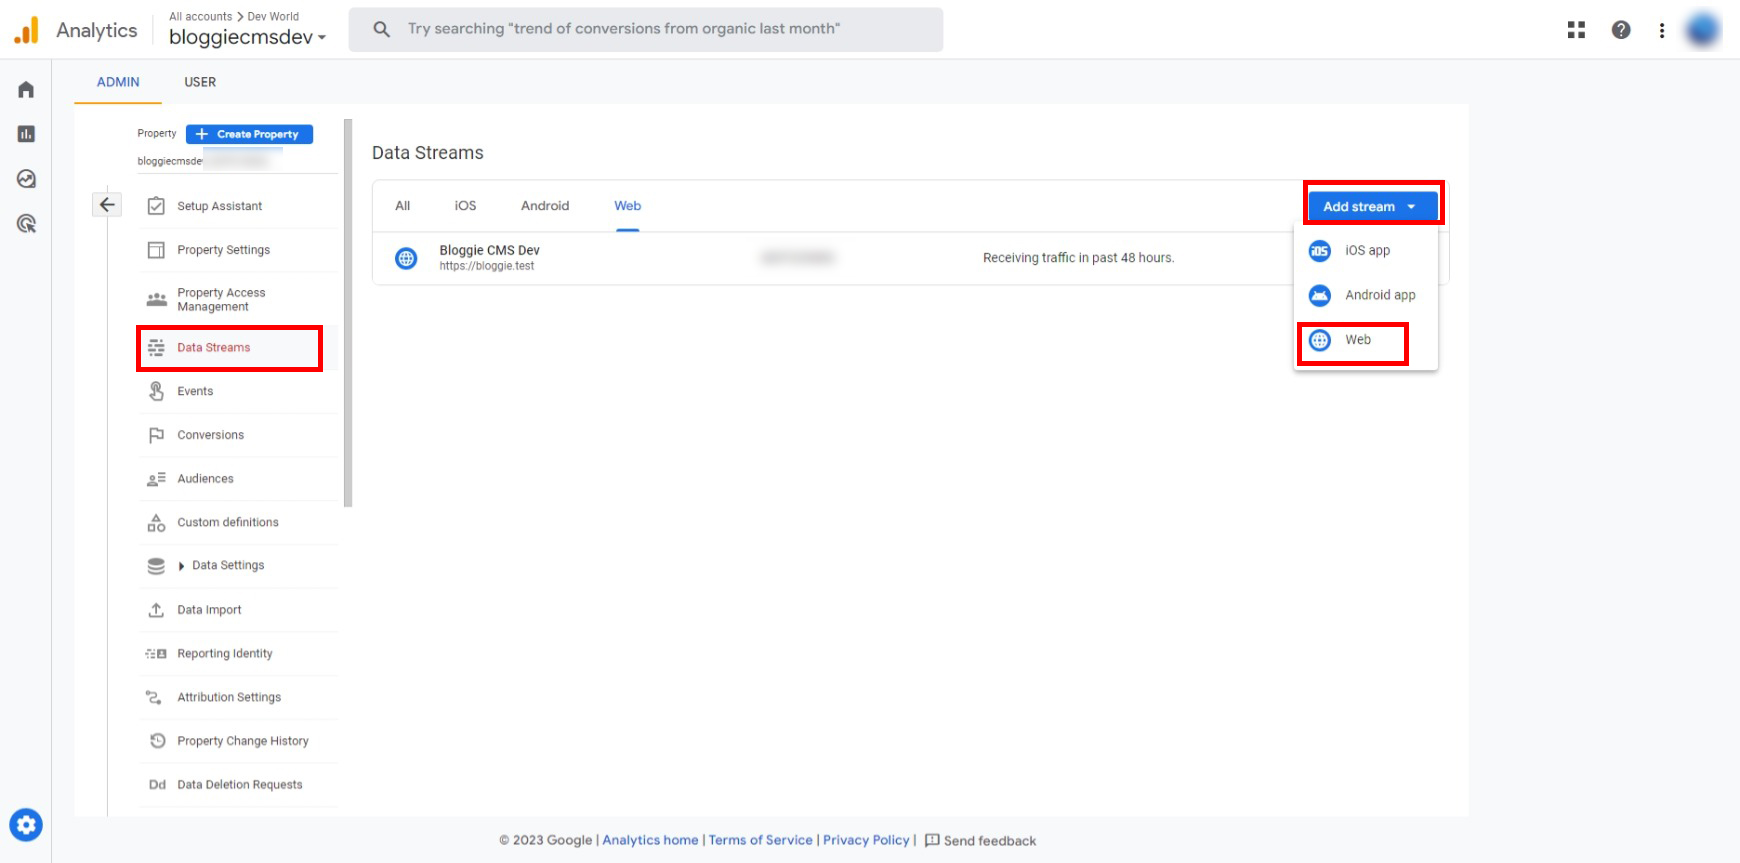 Analytics
All accounts > Dev World
bloggiecmsdev
Try searching "trend of conversions from organic last month"
ADMIN
USER
Property
Create Property
bloggiecmsde
Setup Assistant
Property Settings
Property Access
Management
Data Streams
Events
Conversions
Audiences
Custom definitions
Data Settings
Data Import
Reporting Identity
Attribution Settings
Property Change History
Dd Data Deletion Requests
Data Streams
All
iOS
Android
Web
Add stream
Bloggie CMS Dev
https://bloggie.test
Receiving traffic in past 48 hours.
iOS iOS app
Android app
Web
© 2023 Google | Analytics home | Terms of Service | Privacy Policy | Send feedback